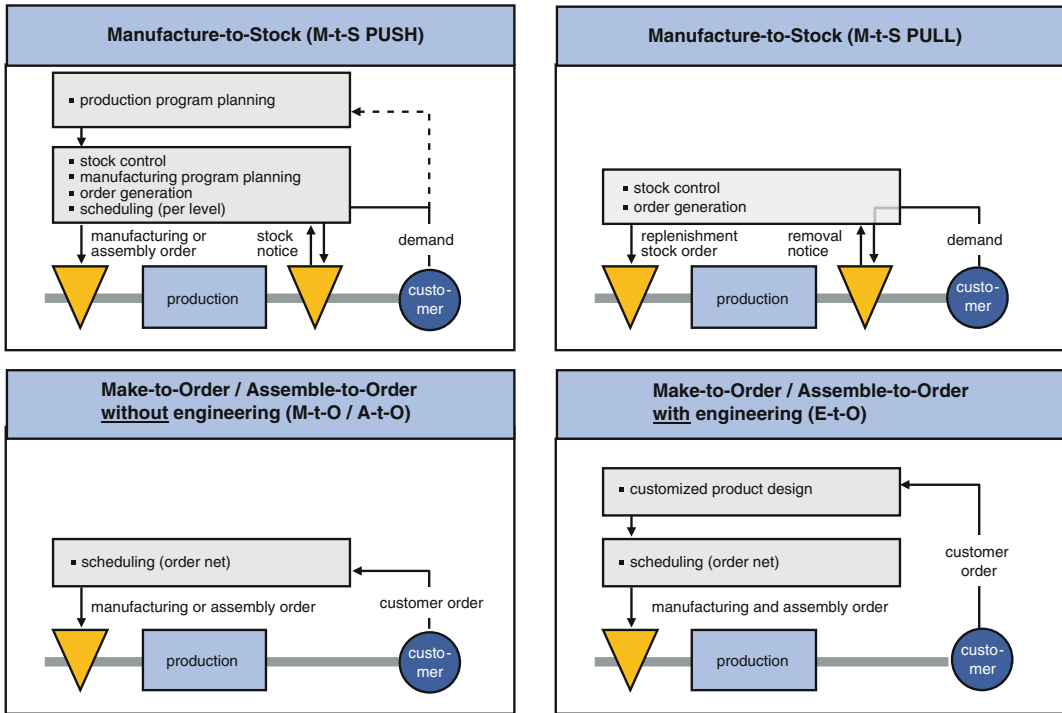 Manufacture-to-Stock (M-t-S PUSH)
▪ production program planning
▪ stock control
▪ manufacturing program planning
▪ order generation
▪ scheduling (per level)
manufacturing or
assembly order
stock
notice
demand
production
custo-
mer
Manufacture-to-Stock (M-t-S PULL)
▪ stock control
▪ order generation
replenishment
stock order
removal
notice
demand
production
custo-
mer
Make-to-Order / Assemble-to-Order
without engineering (M-t-O / A-t-O)
▪ scheduling (order net)
manufacturing or assembly order
customer order
production
custo-
mer
Make-to-Order / Assemble-to-Order
with engineering (E-t-O)
▪ customized product design
▪ scheduling (order net)
customer
order
manufacturing and assembly order
production
custo-
mer